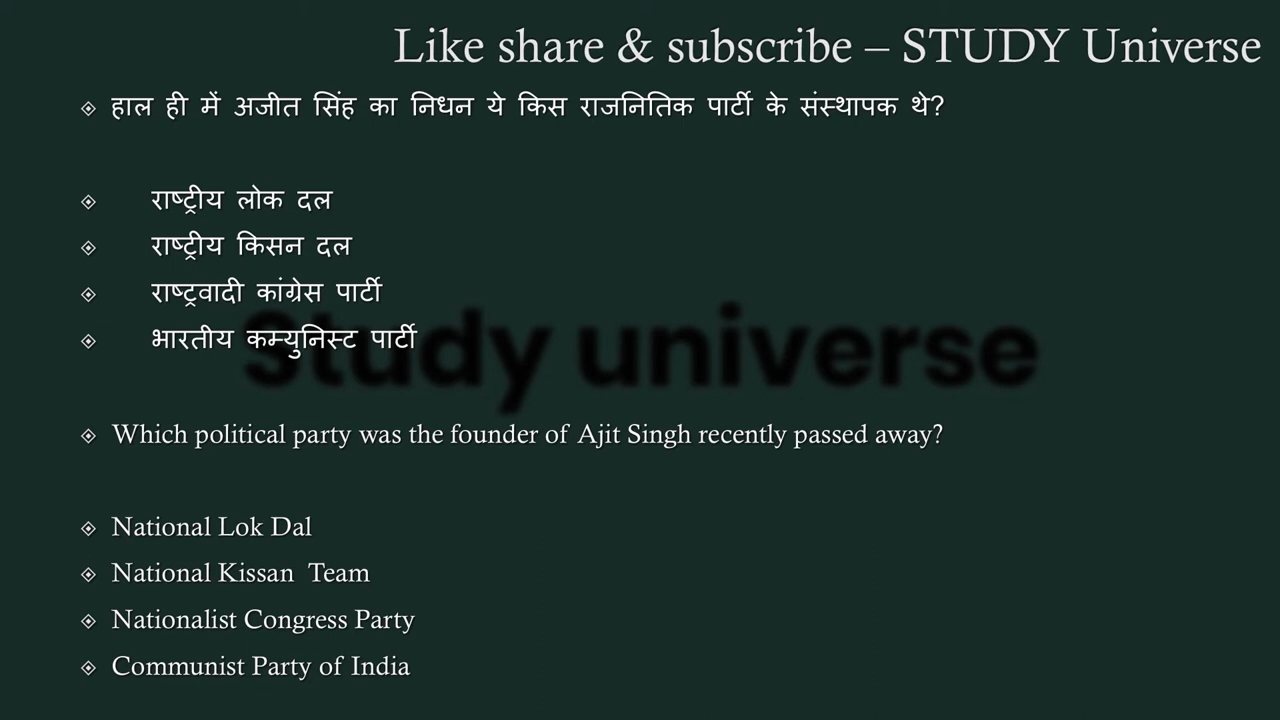 Like share & subscribe – STUDY Universe
हाल ही में अजीत सिंह का निधन ये किस राजनितिक पार्टी के संस्थापक थे?
राष्ट्रीय लोक दल
राष्ट्रीय किसन दल
राष्ट्रवादी कांग्रेस पार्टी
भारतीय कम्युनिस्ट पार्टी
Study universe
Which political party was the founder of Ajit Singh recently passed away?
National Lok Dal
National Kissan  Team
Nationalist Congress Party
Communist Party of India